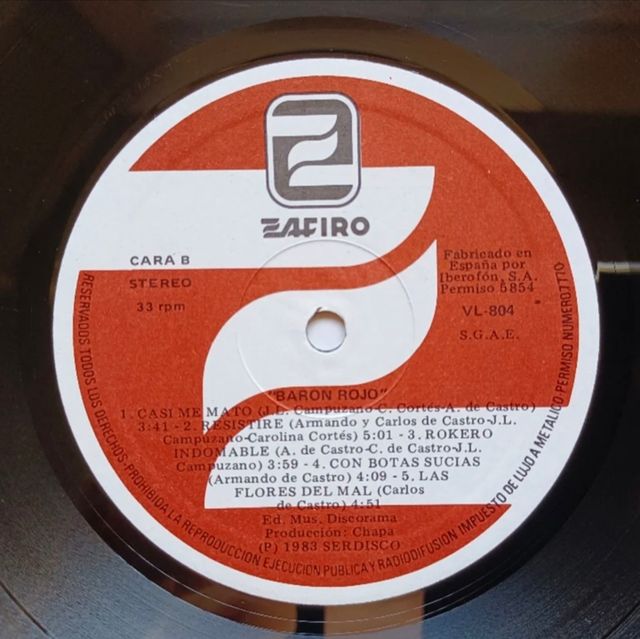 ZAFIRO
CARA B
STEREO
33 rpm
Fabricado en
España por
Iberofón, S.A.
Permiso 5854
VL-804
S.G.A.E.
"BARON ROJO"
1. CASI ME MATO (J.L. Campuzano-C. Cortés-A. de Castro)
3:41 - 2. RESISTIRE (Armando y Carlos de Castro-J.L.
Campuzano-Carolina Cortés) 5:01 - 3. ROKERO
INDOMABLE (A. de Castro-C. de Castro-J.L.
Campuzano) 3:59 - 4. CON BOTAS SUCIAS
(Armando de Castro) 4:09 - 5. LAS
FLORES DEL MAL (Carlos
de Castro) 4:51
Ed. Mus. Discorama
Producción: Chapa
(P) 1983 SERDISCO
RESERVADOS TODOS LOS DERECHOS-PROHIBIDA LA REPRODUCCION EJECUCION PUBLICA Y RADIODIFUSION IMPUESTO DE LUJO A METALICO-PERMISO NUMERO 7770